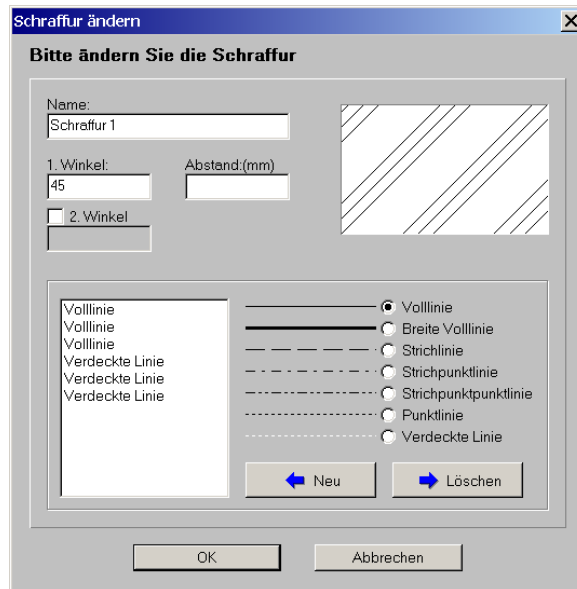 Schraffur ändern
Bitte ändern Sie die Schraffur
Name:
Schraffur 1
1. Winkel:
Abstand:(mm)
45
2. Winkel
Volllinie
Volllinie
Volllinie
Verdeckte Linie
Verdeckte Linie
Verdeckte Linie
Volllinie
Breite Volllinie
Strichlinie
Strichpunktlinie
Strichpunktpunktlinie
Punktlinie
Verdeckte Linie
Neu
Löschen
OK
Abbrechen